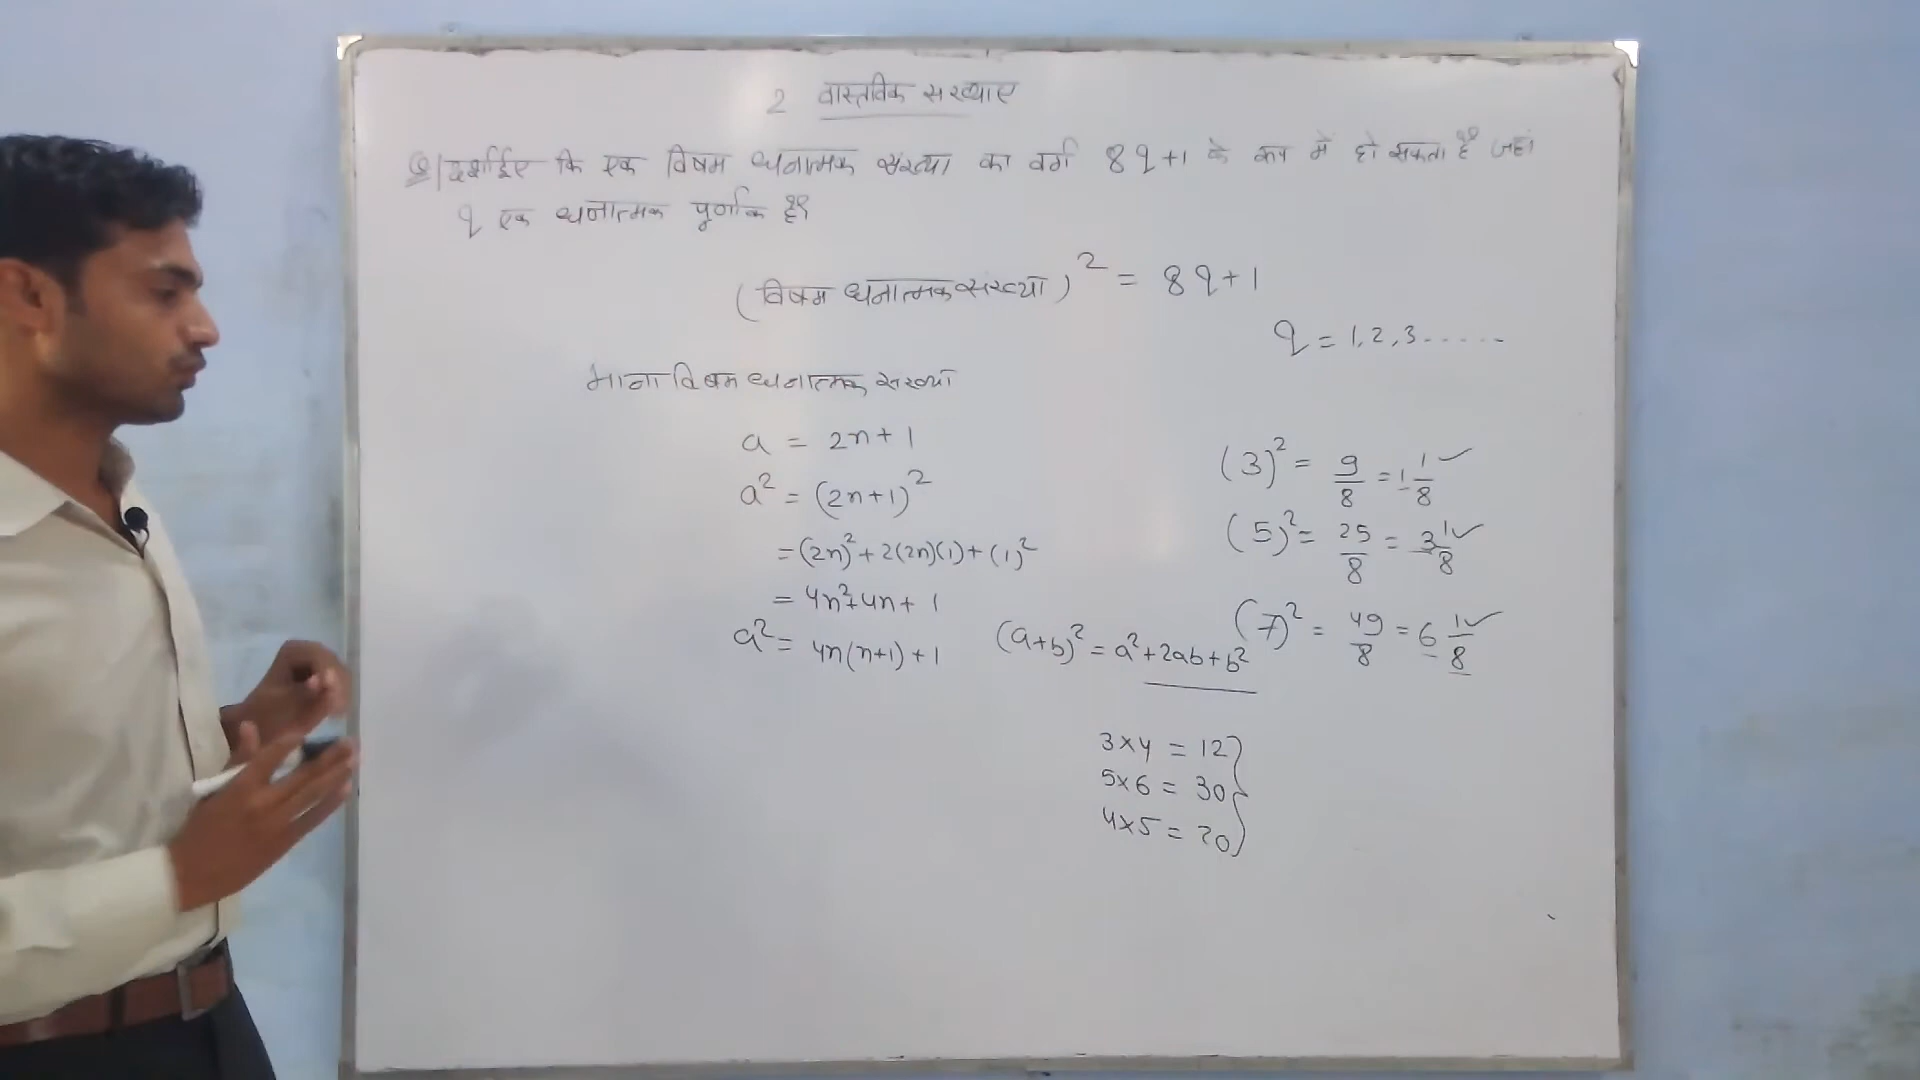 2 वास्तविक सख्याए
Q| दर्शाईए कि एक विषम धनात्मक संख्या का वर्ग 8q+1 के रूप में हो सकता है जहां
q एक धनात्मक पूर्णांक है?
(विषम धनात्मक संख्या)² = 8q+1
q = 1,2,3.....
माना विषम धनात्मक सख्या
a = 2n+1
a² = (2n+1)²
= (2n)²+2(2n)(1)+(1)²
= 4n²+4n+1
a² = 4n(n+1)+1
(3)² = 9/8 = 1 1/8 ✓
(5)² = 25/8 = 3 1/8 ✓
(7)² = 49/8 = 6 1/8 ✓
(a+b)² = a²+2ab+b²
3×4 = 12
5×6 = 30
4×5 = 20